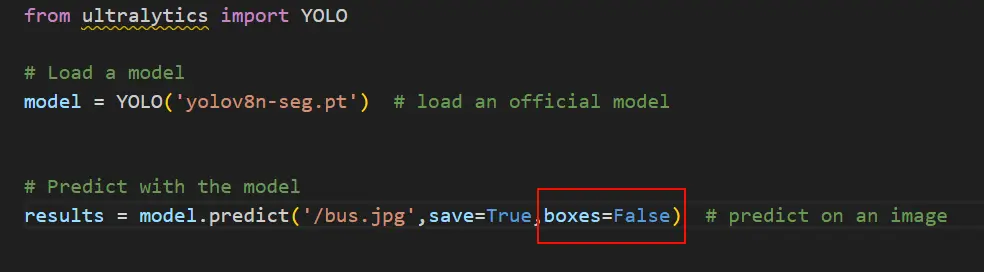 from ultralytics import YOLO
# Load a model
model = YOLO('yolov8n-seg.pt')  # load an official model
# Predict with the model
results = model.predict('/bus.jpg',save=True,boxes=False)  # predict on an image